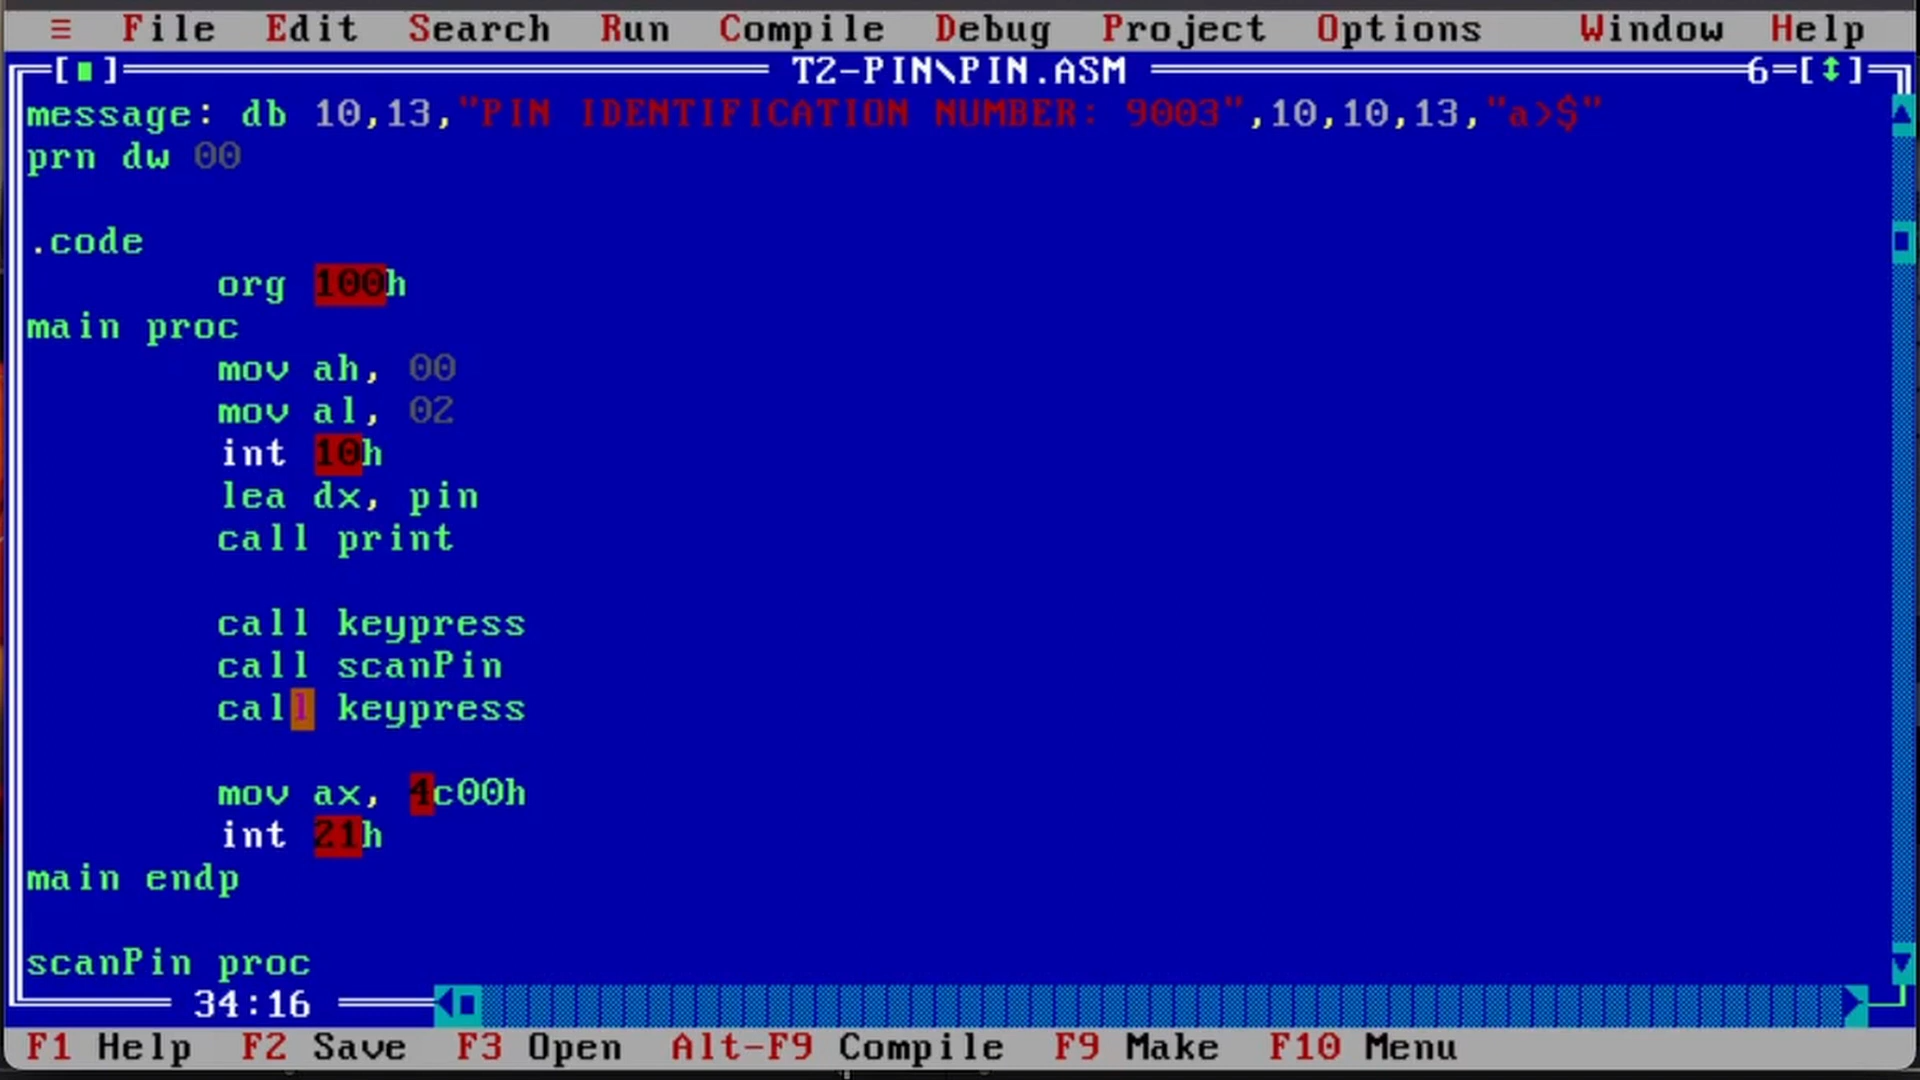 ≡ File Edit Search Run Compile Debug Project Options Window Help
[■] T2-PIN\PIN.ASM 6=[↕]
message: db 10,13,"PIN IDENTIFICATION NUMBER: 9003",10,10,13,"a>$"
prn dw 00
.code
org 100h
main proc
mov ah, 00
mov al, 02
int 10h
lea dx, pin
call print
call keypress
call scanPin
call keypress
mov ax, 4c00h
int 21h
main endp
scanPin proc
34:16
F1 Help F2 Save F3 Open Alt-F9 Compile F9 Make F10 Menu